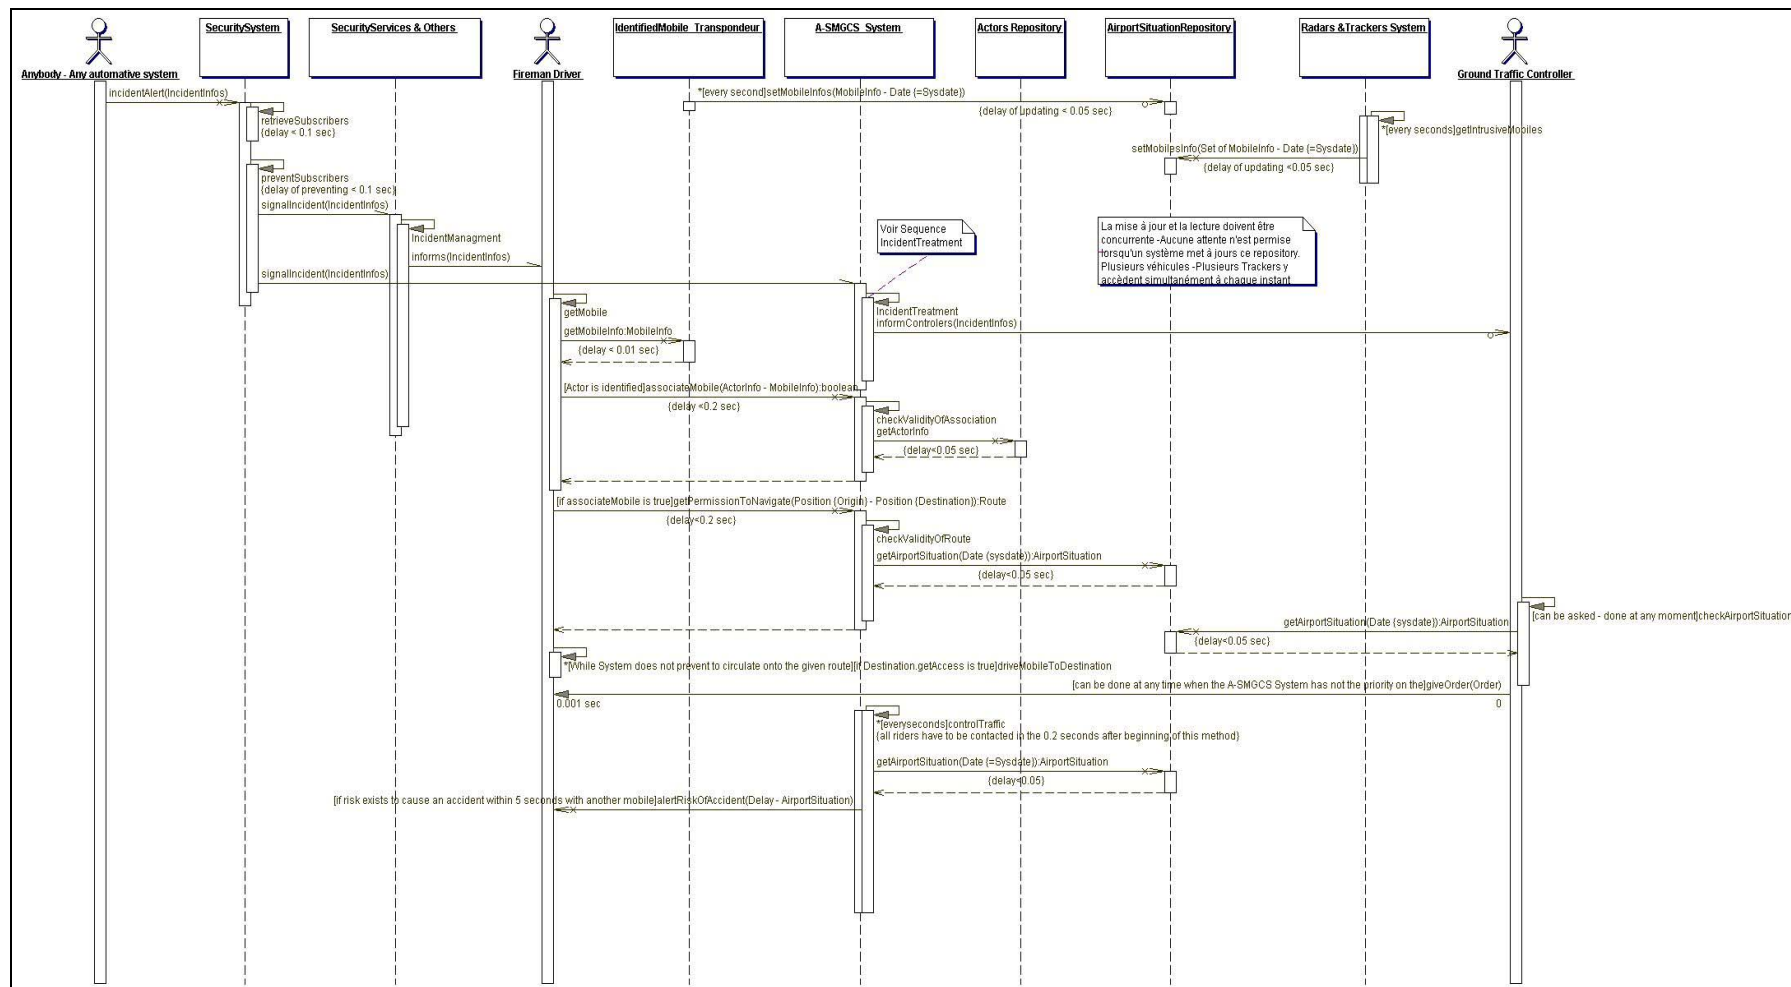 SecuritySystem
SecurityServices & Others
IdentifiedMobile_Transpondeur
A-SMGCS_System
Actors Repository
AirportSituationRepository
Radars &Trackers System
Anybody - Any automative system
Fireman Driver
Ground Traffic Controller
incidentAlert(IncidentInfos)
*[every second]setMobileInfos(MobileInfo - Date (=Sysdate))
{delay of updating < 0.05 sec}
retrieveSubscribers
{delay < 0.1 sec}
*[every seconds]getIntrusiveMobiles
setMobilesInfo(Set of MobileInfo - Date (=Sysdate))
{delay of updating <0.05 sec}
preventSubscribers
{delay of preventing < 0.1 sec}
signalIncident(IncidentInfos)
Voir Sequence
IncidentTreatment
La mise à jour et la lecture doivent être
concurrente -Aucune attente n'est permise
lorsqu'un système met à jours ce repository.
Plusieurs véhicules -Plusieurs Trackers y
accèdent simultanément à chaque instant
IncidentManagment
informs(IncidentInfos)
signalIncident(IncidentInfos)
getMobile
IncidentTreatment
informControlers(IncidentInfos)
getMobileInfo:MobileInfo
{delay < 0.01 sec}
[Actor is identified]associateMobile(ActorInfo - MobileInfo):boolean
{delay <0.2 sec}
checkValidityOfAssociation
getActorInfo
{delay<0.05 sec}
[if associateMobile is true]getPermissionToNavigate(Position {Origin} - Position {Destination}):Route
{delay<0.2 sec}
checkValidityOfRoute
getAirportSituation(Date (sysdate)):AirportSituation
{delay<0.05 sec}
[can be asked - done at any moment]checkAirportSituation
getAirportSituation(Date (sysdate)):AirportSituation
{delay<0.05 sec}
*[While System does not prevent to circulate onto the given route][if Destination.getAccess is true]driveMobileToDestination
[can be done at any time when the A-SMGCS System has not the priority on the]giveOrder(Order)
0.001 sec
0
*[everyseconds]controlTraffic
{all riders have to be contacted in the 0.2 seconds after beginning of this method}
getAirportSituation(Date (=Sysdate)):AirportSituation
{delay<0.05}
[if risk exists to cause an accident within 5 seconds with another mobile]alertRiskOfAccident(Delay - AirportSituation)